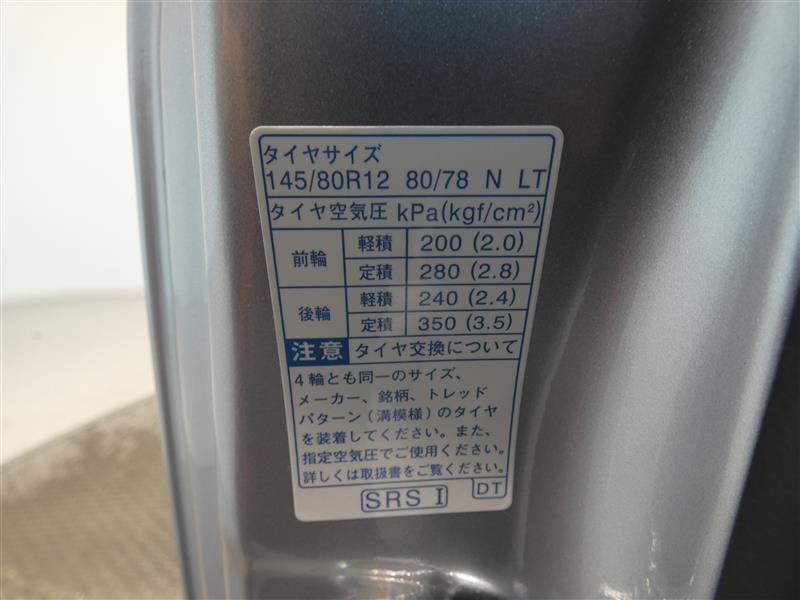 タイヤサイズ
145/80R12 80/78 N LT
タイヤ空気圧 kPa(kgf/cm²)
前輪 軽積 200 (2.0)
定積 280 (2.8)
後輪 軽積 240 (2.4)
定積 350 (3.5)
注意 タイヤ交換について
4輪とも同一のサイズ、
メーカー、銘柄、トレッド
パターン(溝模様)のタイヤ
を装着してください。また、
指定空気圧でご使用ください。
詳しくは取扱書をご覧ください。
SRS I DT